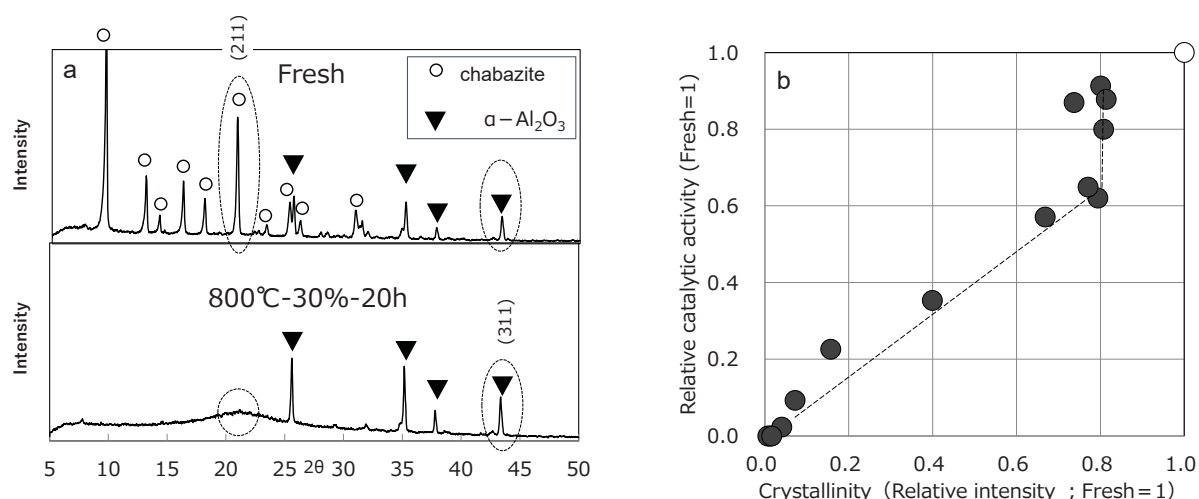 a
Fresh
(211)
chabazite
α-Al2O3
Intensity
800℃-30%-20h
(311)
Intensity
5 10 15 20 25 2θ 30 35 40 45 50
b
Relative catalytic activity (Fresh=1)
1.0
0.8
0.6
0.4
0.2
0.0
0.0 0.2 0.4 0.6 0.8 1.0
Crystallinity (Relative intensity ; Fresh=1)